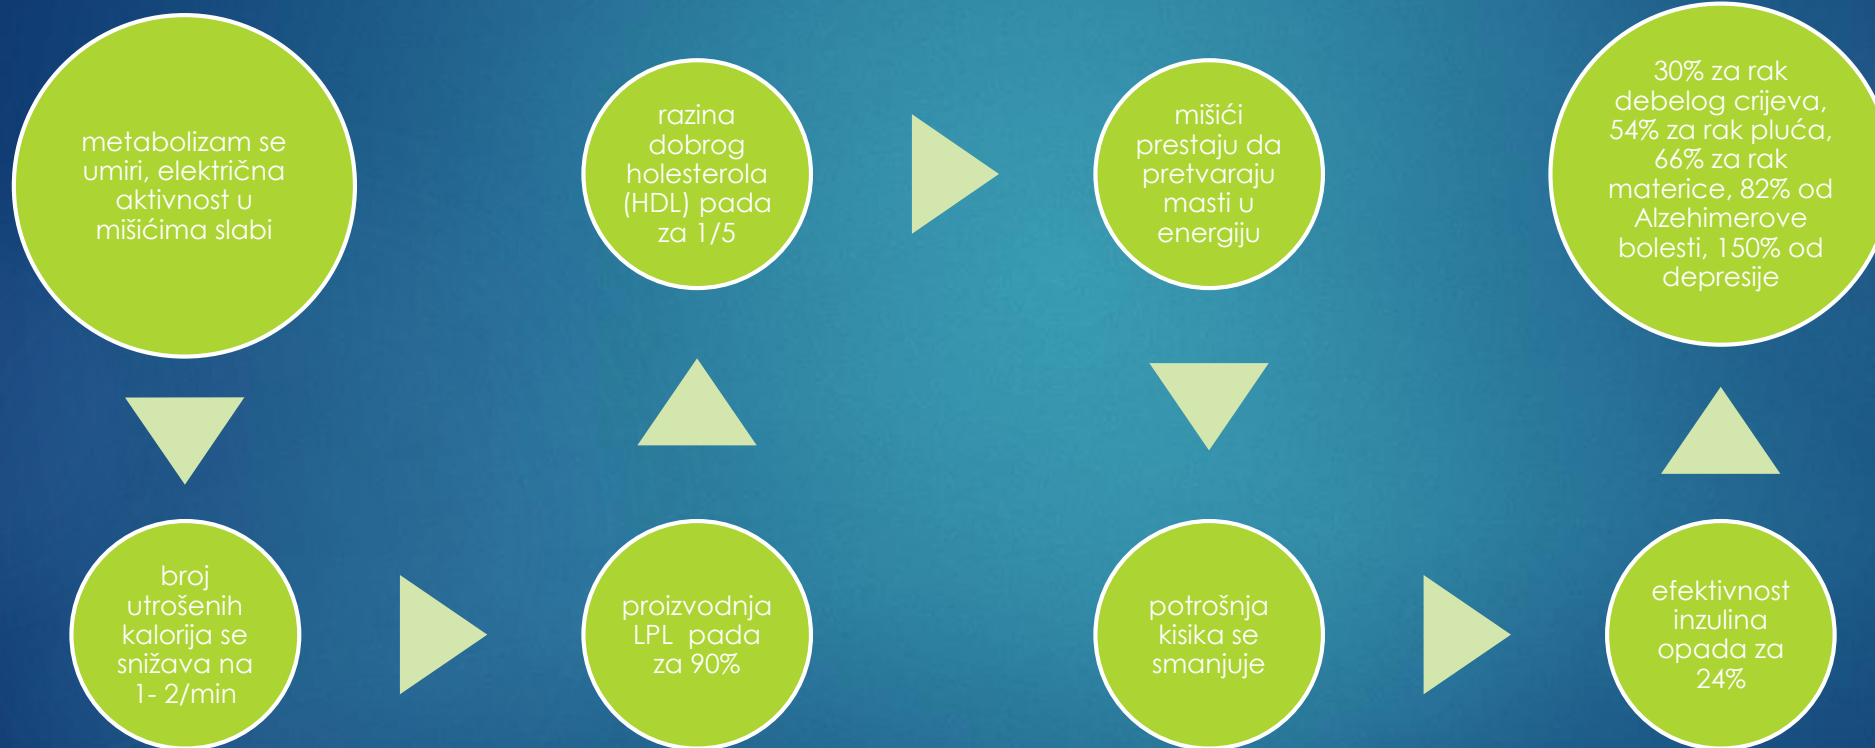 metabolizam se
umiri, električna
aktivnost u
mišićima slabi
broj
utrošenih
kalorija se
snižava na
1- 2/min
proizvodnja
LPL pada
za 90%
razina
dobrog
holesterola
(HDL) pada
za 1/5
mišići
prestaju da
pretvaraju
masti u
energiju
potrošnja
kisika se
smanjuje
efektivnost
inzulina
opada za
24%
30% za rak
debelog crijeva,
54% za rak pluća,
66% za rak
materice, 82% od
Alzehimerove
bolesti, 150% od
depresije